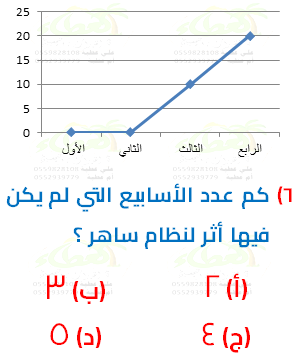 25
20
15
10
5
0
الأول الثاني الثالث الرابع
٦) كم عدد الأسابيع التي لم يكن
فيها أثر لنظام ساهر ؟
(أ) ٢ (ب) ٣
(ج) ٤ (د) ٥